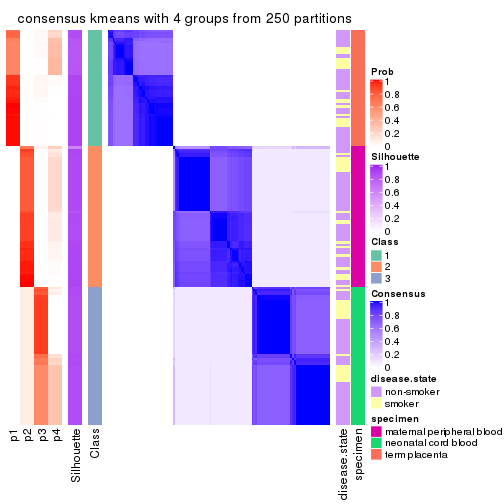 consensus kmeans with 4 groups from 250 partitions
Prob
1
0.8
0.6
0.4
0.2
0
Silhouette
1
0.8
0.6
0.4
0.2
0
Class
1
2
3
Consensus
1
0.8
0.6
0.4
0.2
0
disease.state
non-smoker
smoker
specimen
maternal peripheral blood
neonatal cord blood
term placenta
p1
p2
p3
p4
Silhouette
Class
disease.state
specimen